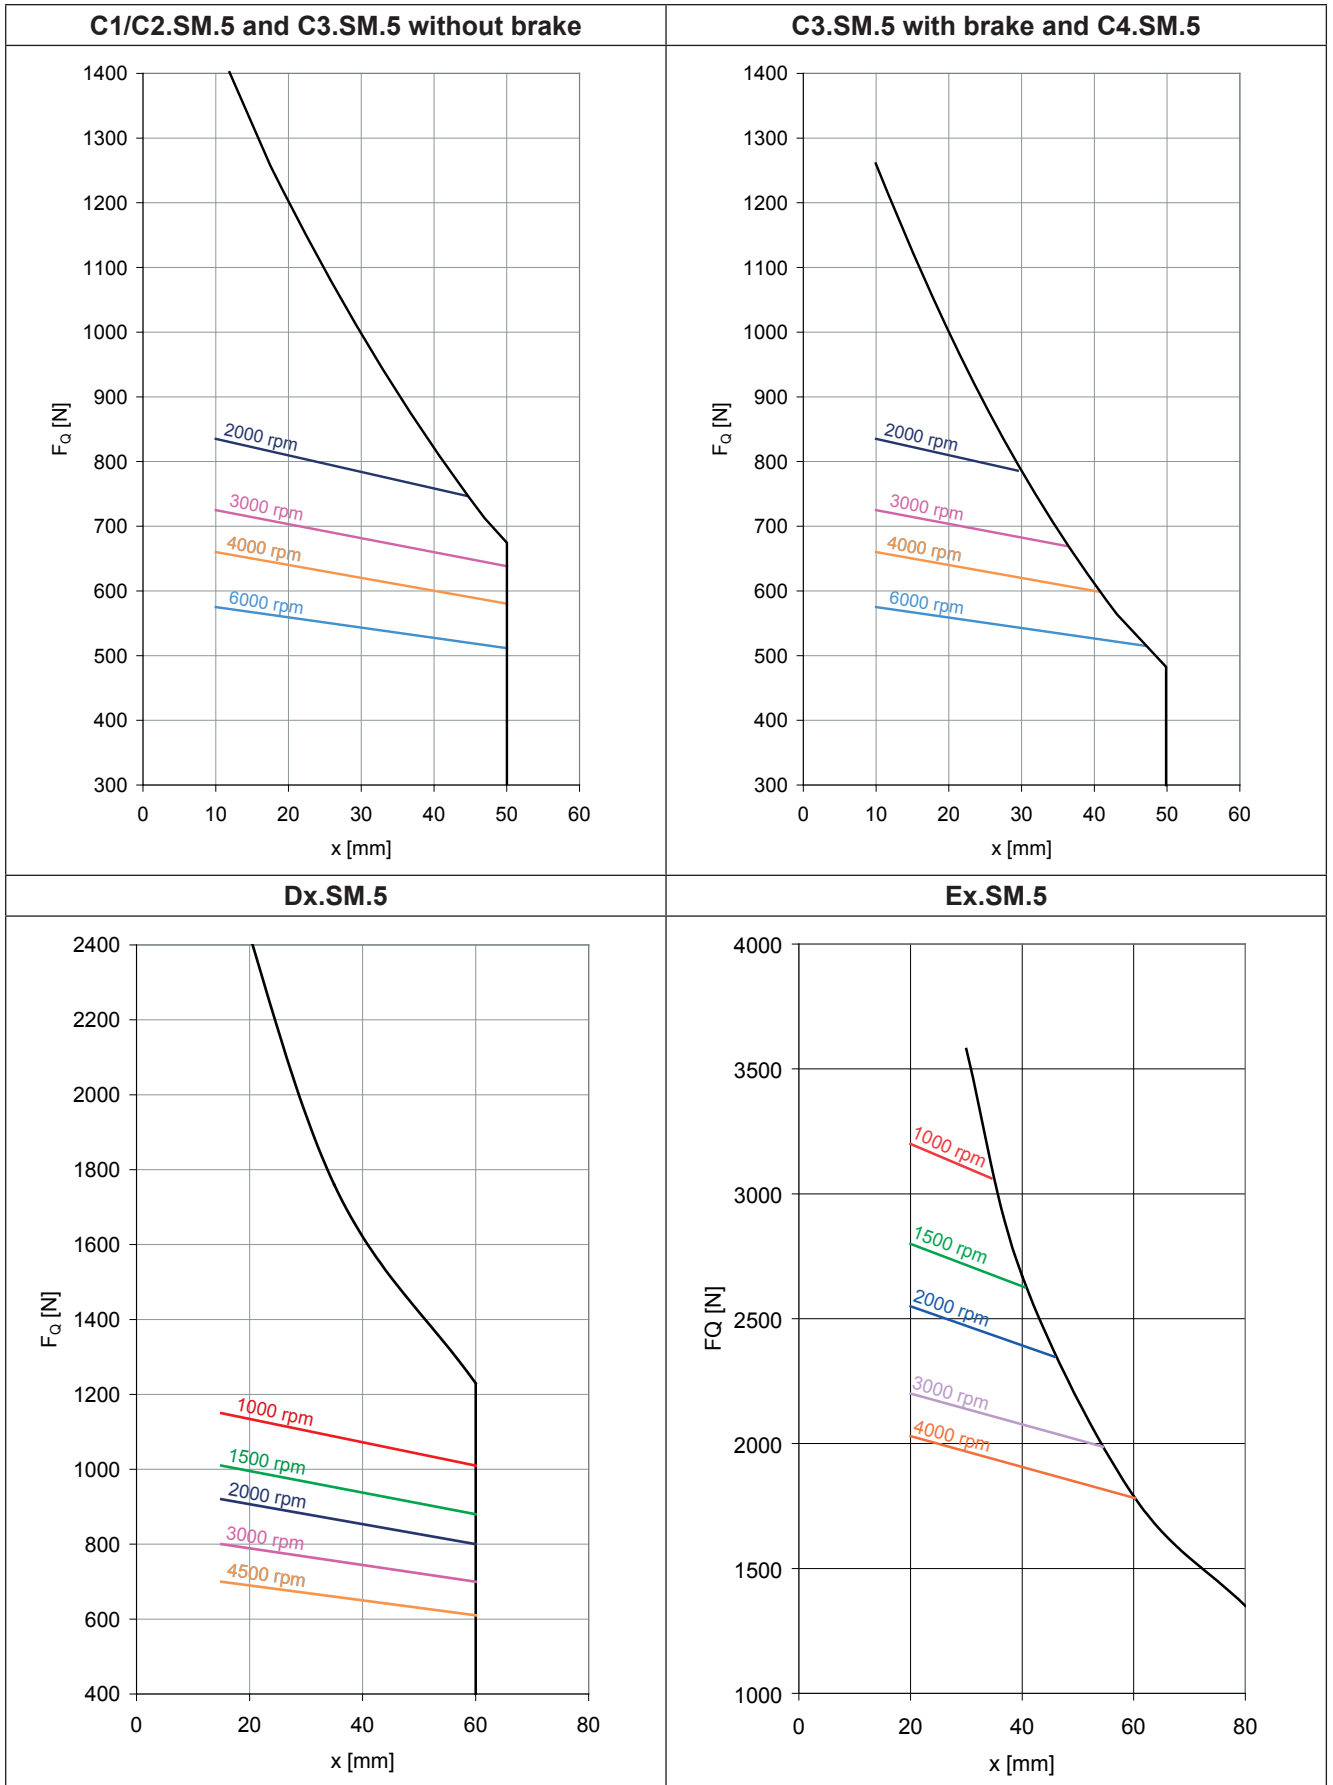 C1/C2.SM.5 and C3.SM.5 without brake
1400
1300
1200
1100
1000
900
800
700
600
500
400
300
F_Q [N]
2000 rpm
3000 rpm
4000 rpm
6000 rpm
0 10 20 30 40 50 60
x [mm]
C3.SM.5 with brake and C4.SM.5
1400
1300
1200
1100
1000
900
800
700
600
500
400
300
F_Q [N]
2000 rpm
3000 rpm
4000 rpm
6000 rpm
0 10 20 30 40 50 60
x [mm]
Dx.SM.5
2400
2200
2000
1800
1600
1400
1200
1000
800
600
400
F_Q [N]
1000 rpm
1500 rpm
2000 rpm
3000 rpm
4500 rpm
0 20 40 60 80
x [mm]
Ex.SM.5
4000
3500
3000
2500
2000
1500
1000
FQ [N]
1000 rpm
1500 rpm
2000 rpm
3000 rpm
4000 rpm
0 20 40 60 80
x [mm]